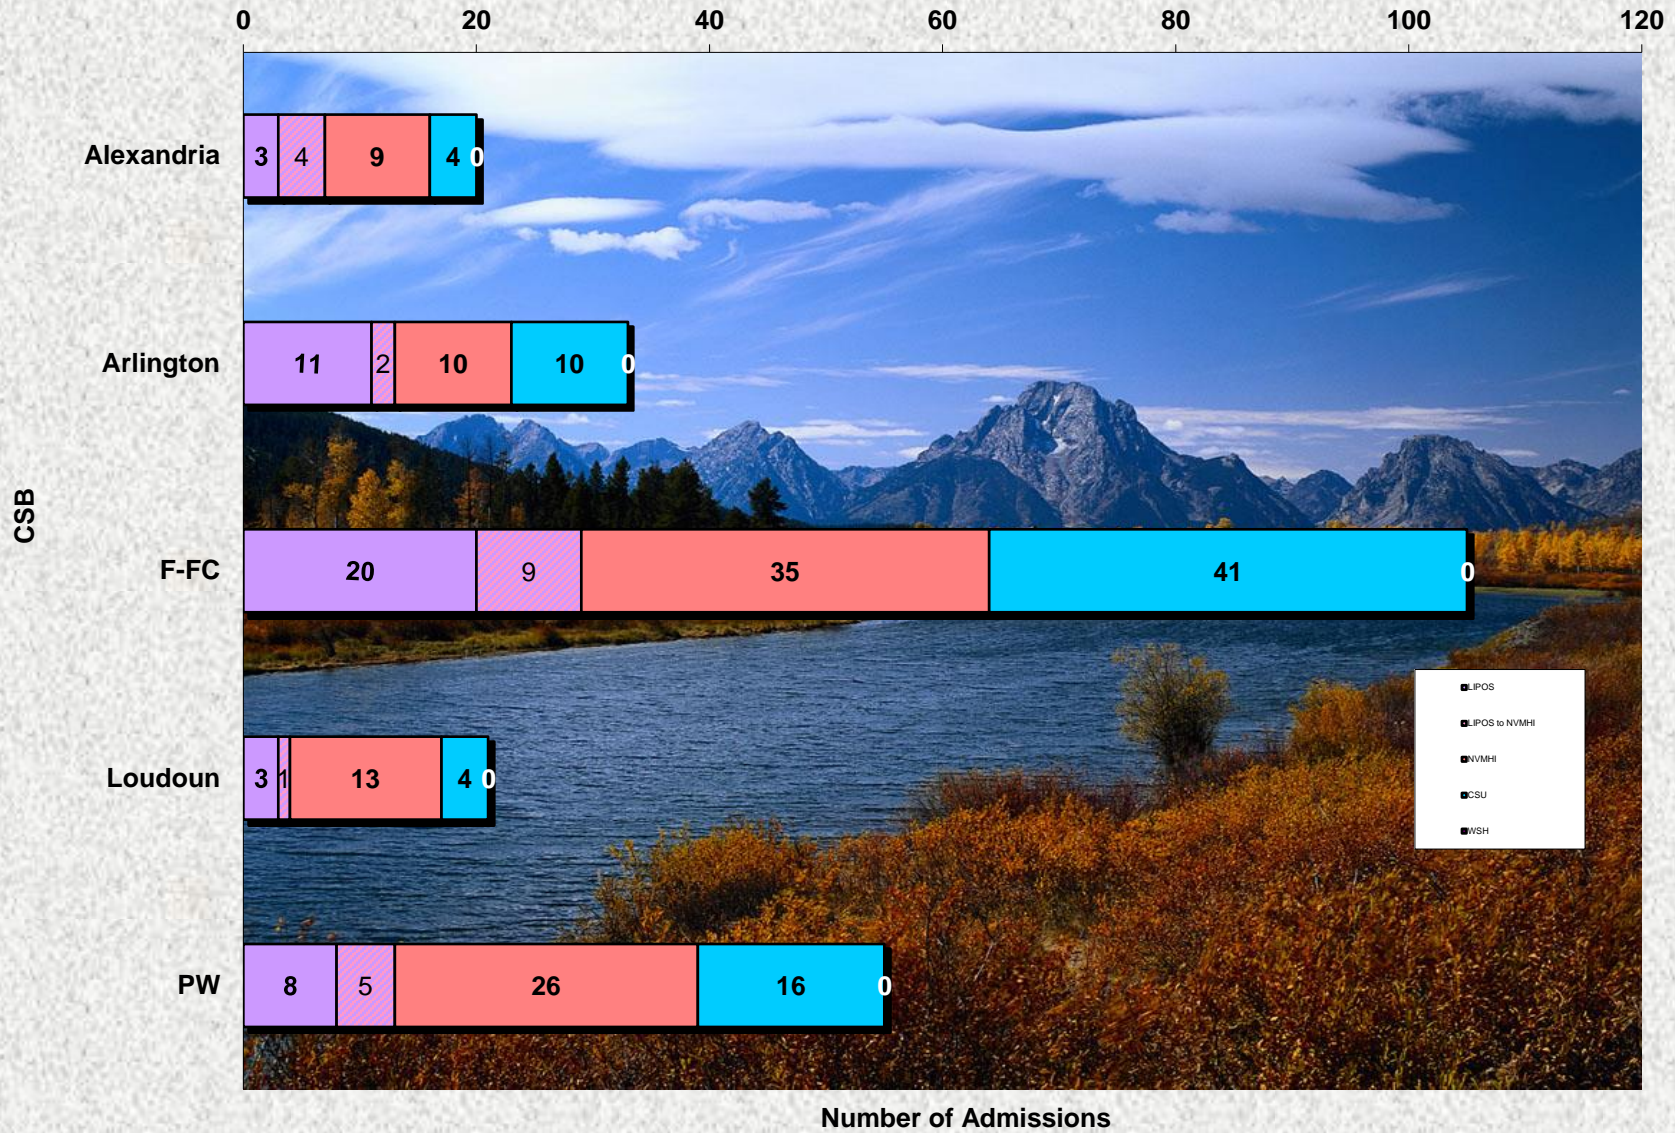 0 20 40 60 80 100 120
Alexandria 3 4 9 4 0
Arlington 11 2 10 10 0
CSB
F-FC 20 9 35 41 0
LIPOS
LIPOS to NVMHI
NVMHI
CSU
WSH
Loudoun 3 1 13 4 0
PW 8 5 26 16 0
Number of Admissions